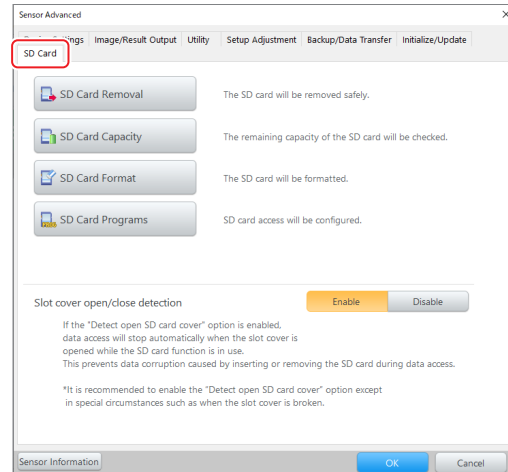 Sensor Advanced
ings Image/Result Output Utility Setup Adjustment Backup/Data Transfer Initialize/Update
SD Card
SD Card Removal The SD card will be removed safely.
SD Card Capacity The remaining capacity of the SD card will be checked.
SD Card Format The SD card will be formatted.
PROG
SD Card Programs SD card access will be configured.
Slot cover open/close detection Enable Disable
If the "Detect open SD card cover" option is enabled,
data access will stop automatically when the slot cover is
opened while the SD card function is in use.
This prevents data corruption caused by inserting or removing the SD card during data access.
*It is recommended to enable the "Detect open SD card cover" option except
in special circumstances such as when the slot cover is broken.
Sensor Information OK Cancel